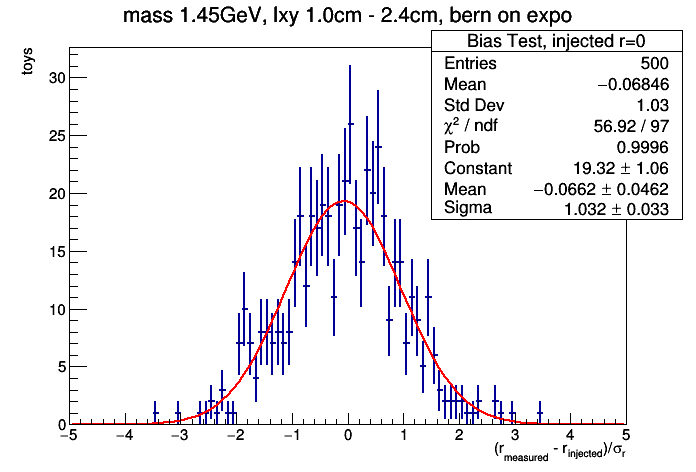 mass 1.45GeV, lxy 1.0cm - 2.4cm, bern on expo
Bias Test, injected r=0
Entries 500
Mean −0.06846
Std Dev 1.03
χ² / ndf 56.92 / 97
Prob 0.9996
Constant 19.32 ± 1.06
Mean −0.0662 ± 0.0462
Sigma 1.032 ± 0.033
toys
30
25
20
15
10
5
0
−5 −4 −3 −2 −1 0 1 2 3 4 5
(r_measured - r_injected)/σ_r